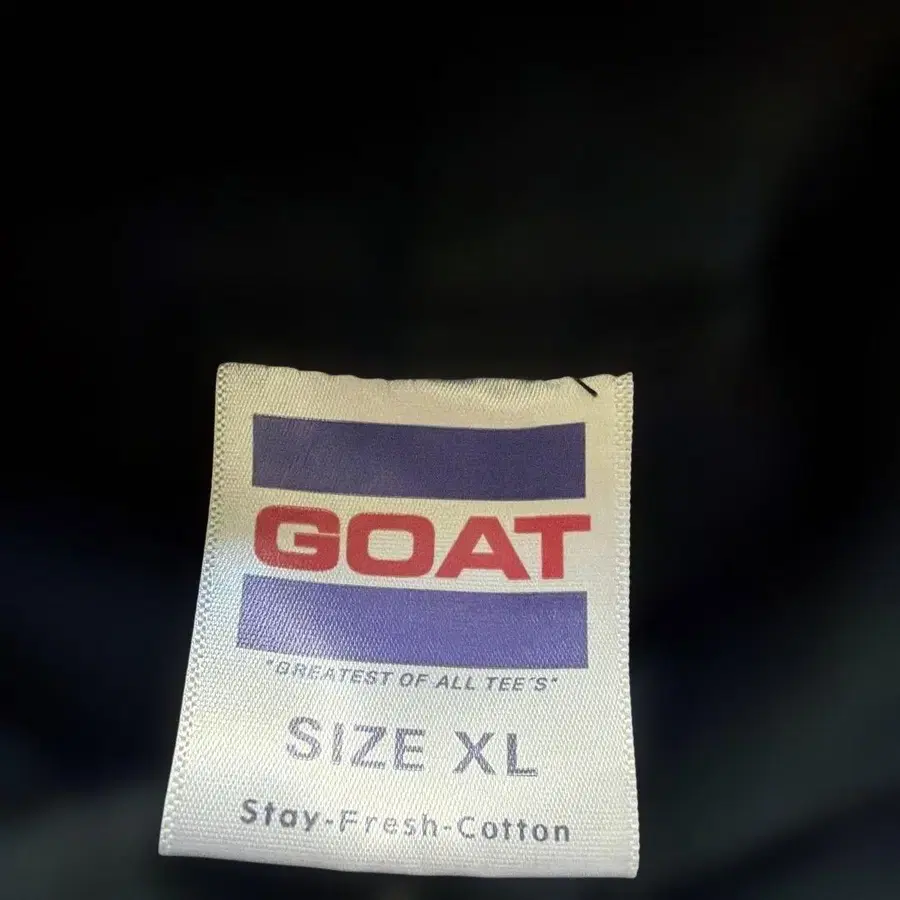 GOAT
"GREATEST OF ALL TEE'S"
SIZE XL
Stay-Fresh-Cotton